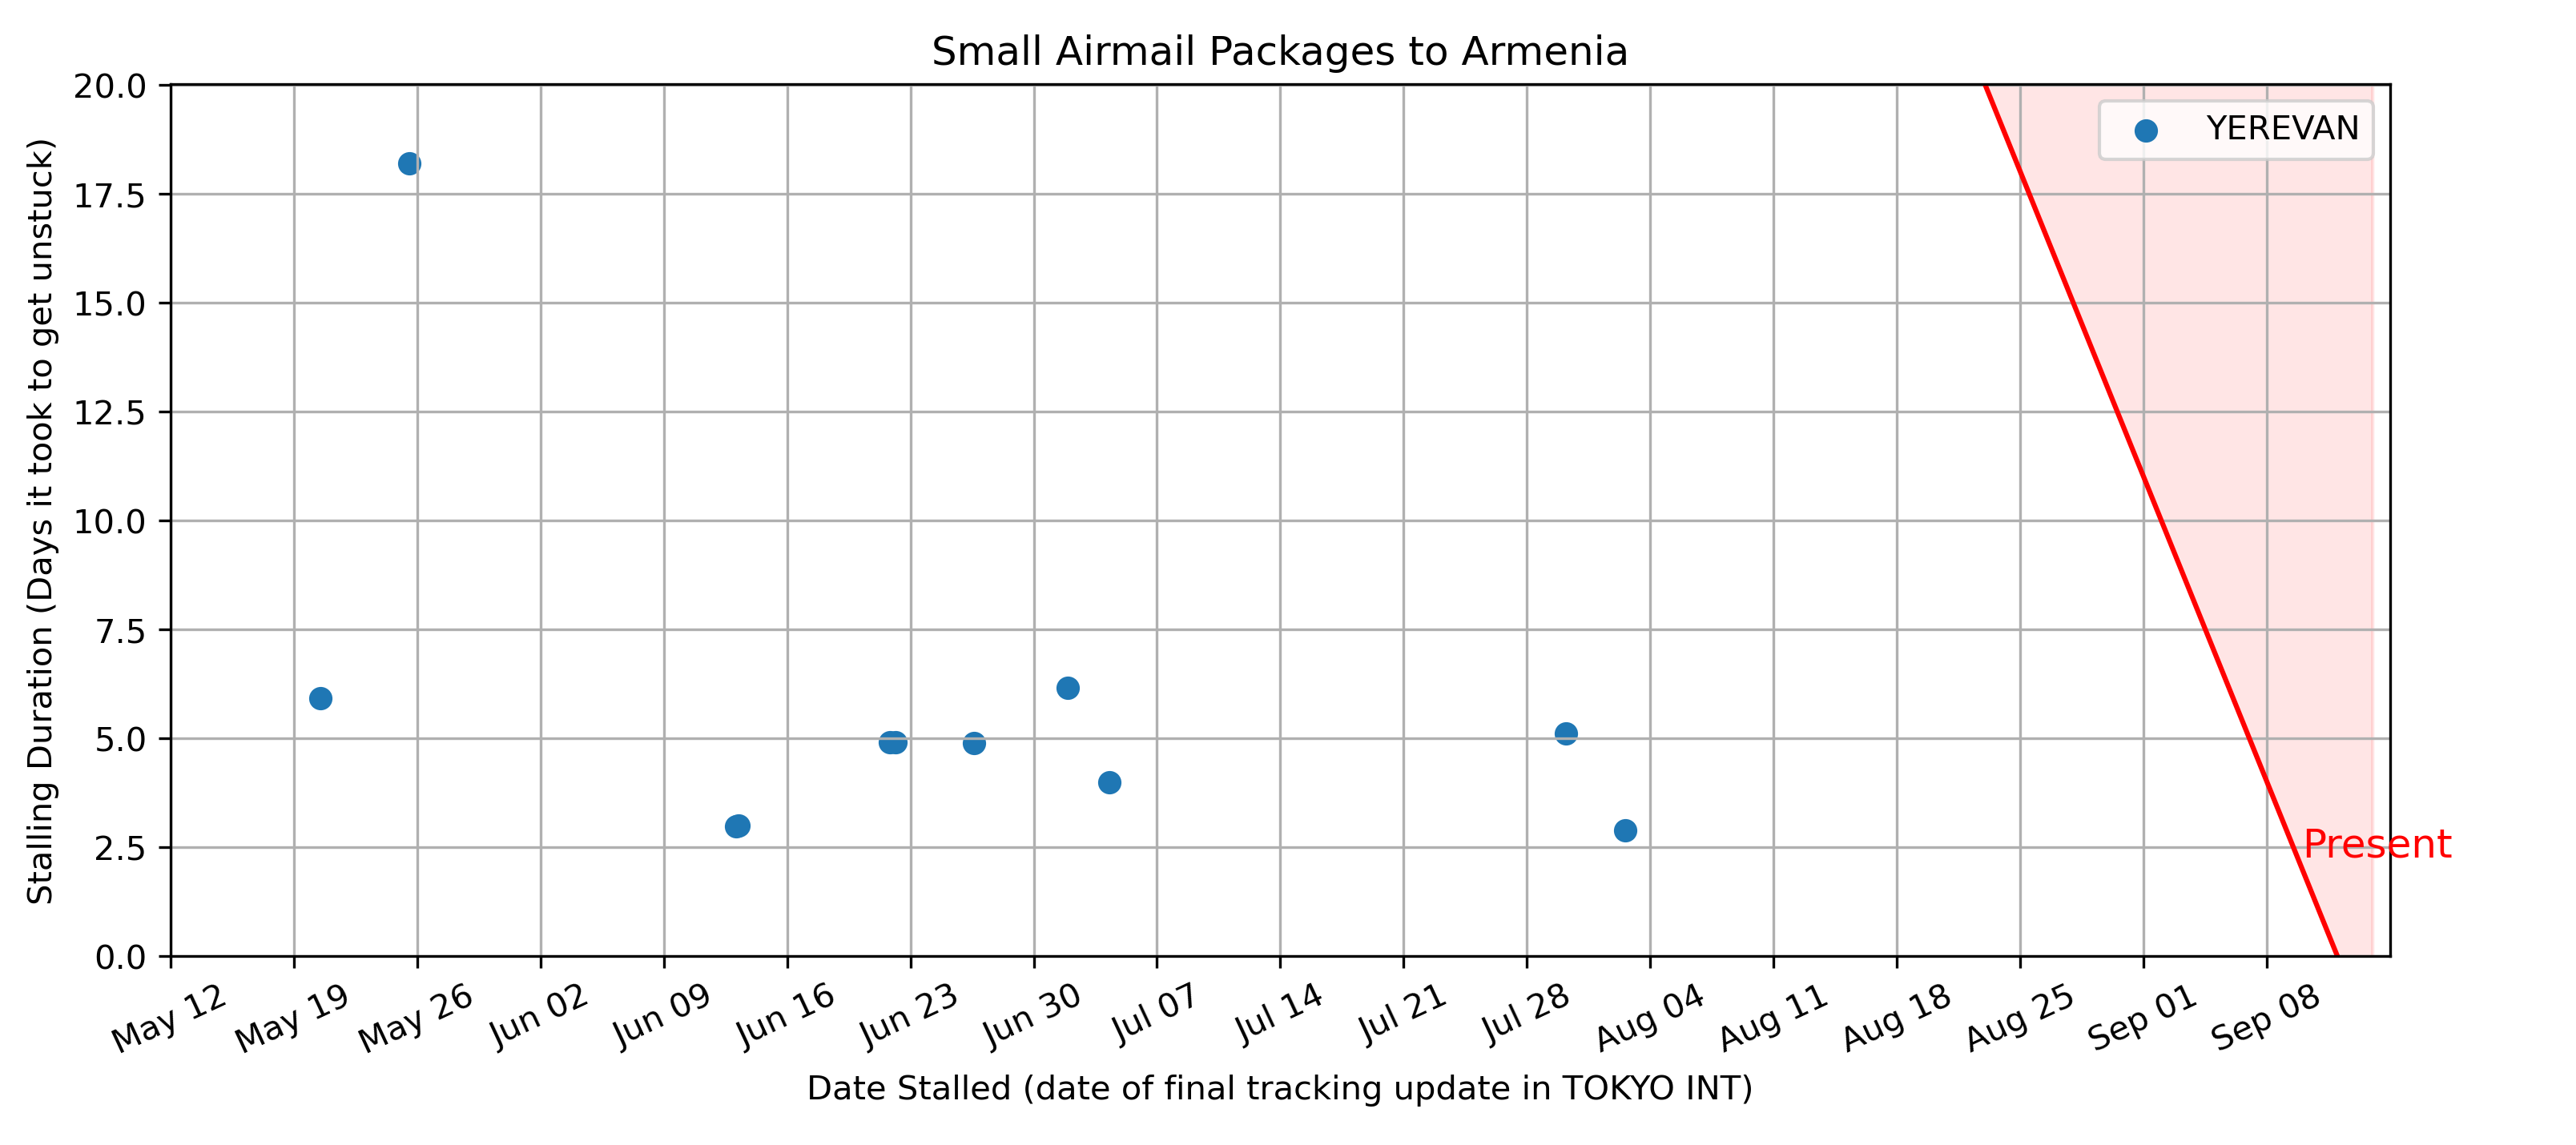 Small Airmail Packages to Armenia
YEREVAN
Stalling Duration (Days it took to get unstuck)
20.0
17.5
15.0
12.5
10.0
7.5
5.0
2.5
0.0
Present
May 12
May 19
May 26
Jun 02
Jun 09
Jun 16
Jun 23
Jun 30
Jul 07
Jul 14
Jul 21
Jul 28
Aug 04
Aug 11
Aug 18
Aug 25
Sep 01
Sep 08
Date Stalled (date of final tracking update in TOKYO INT)